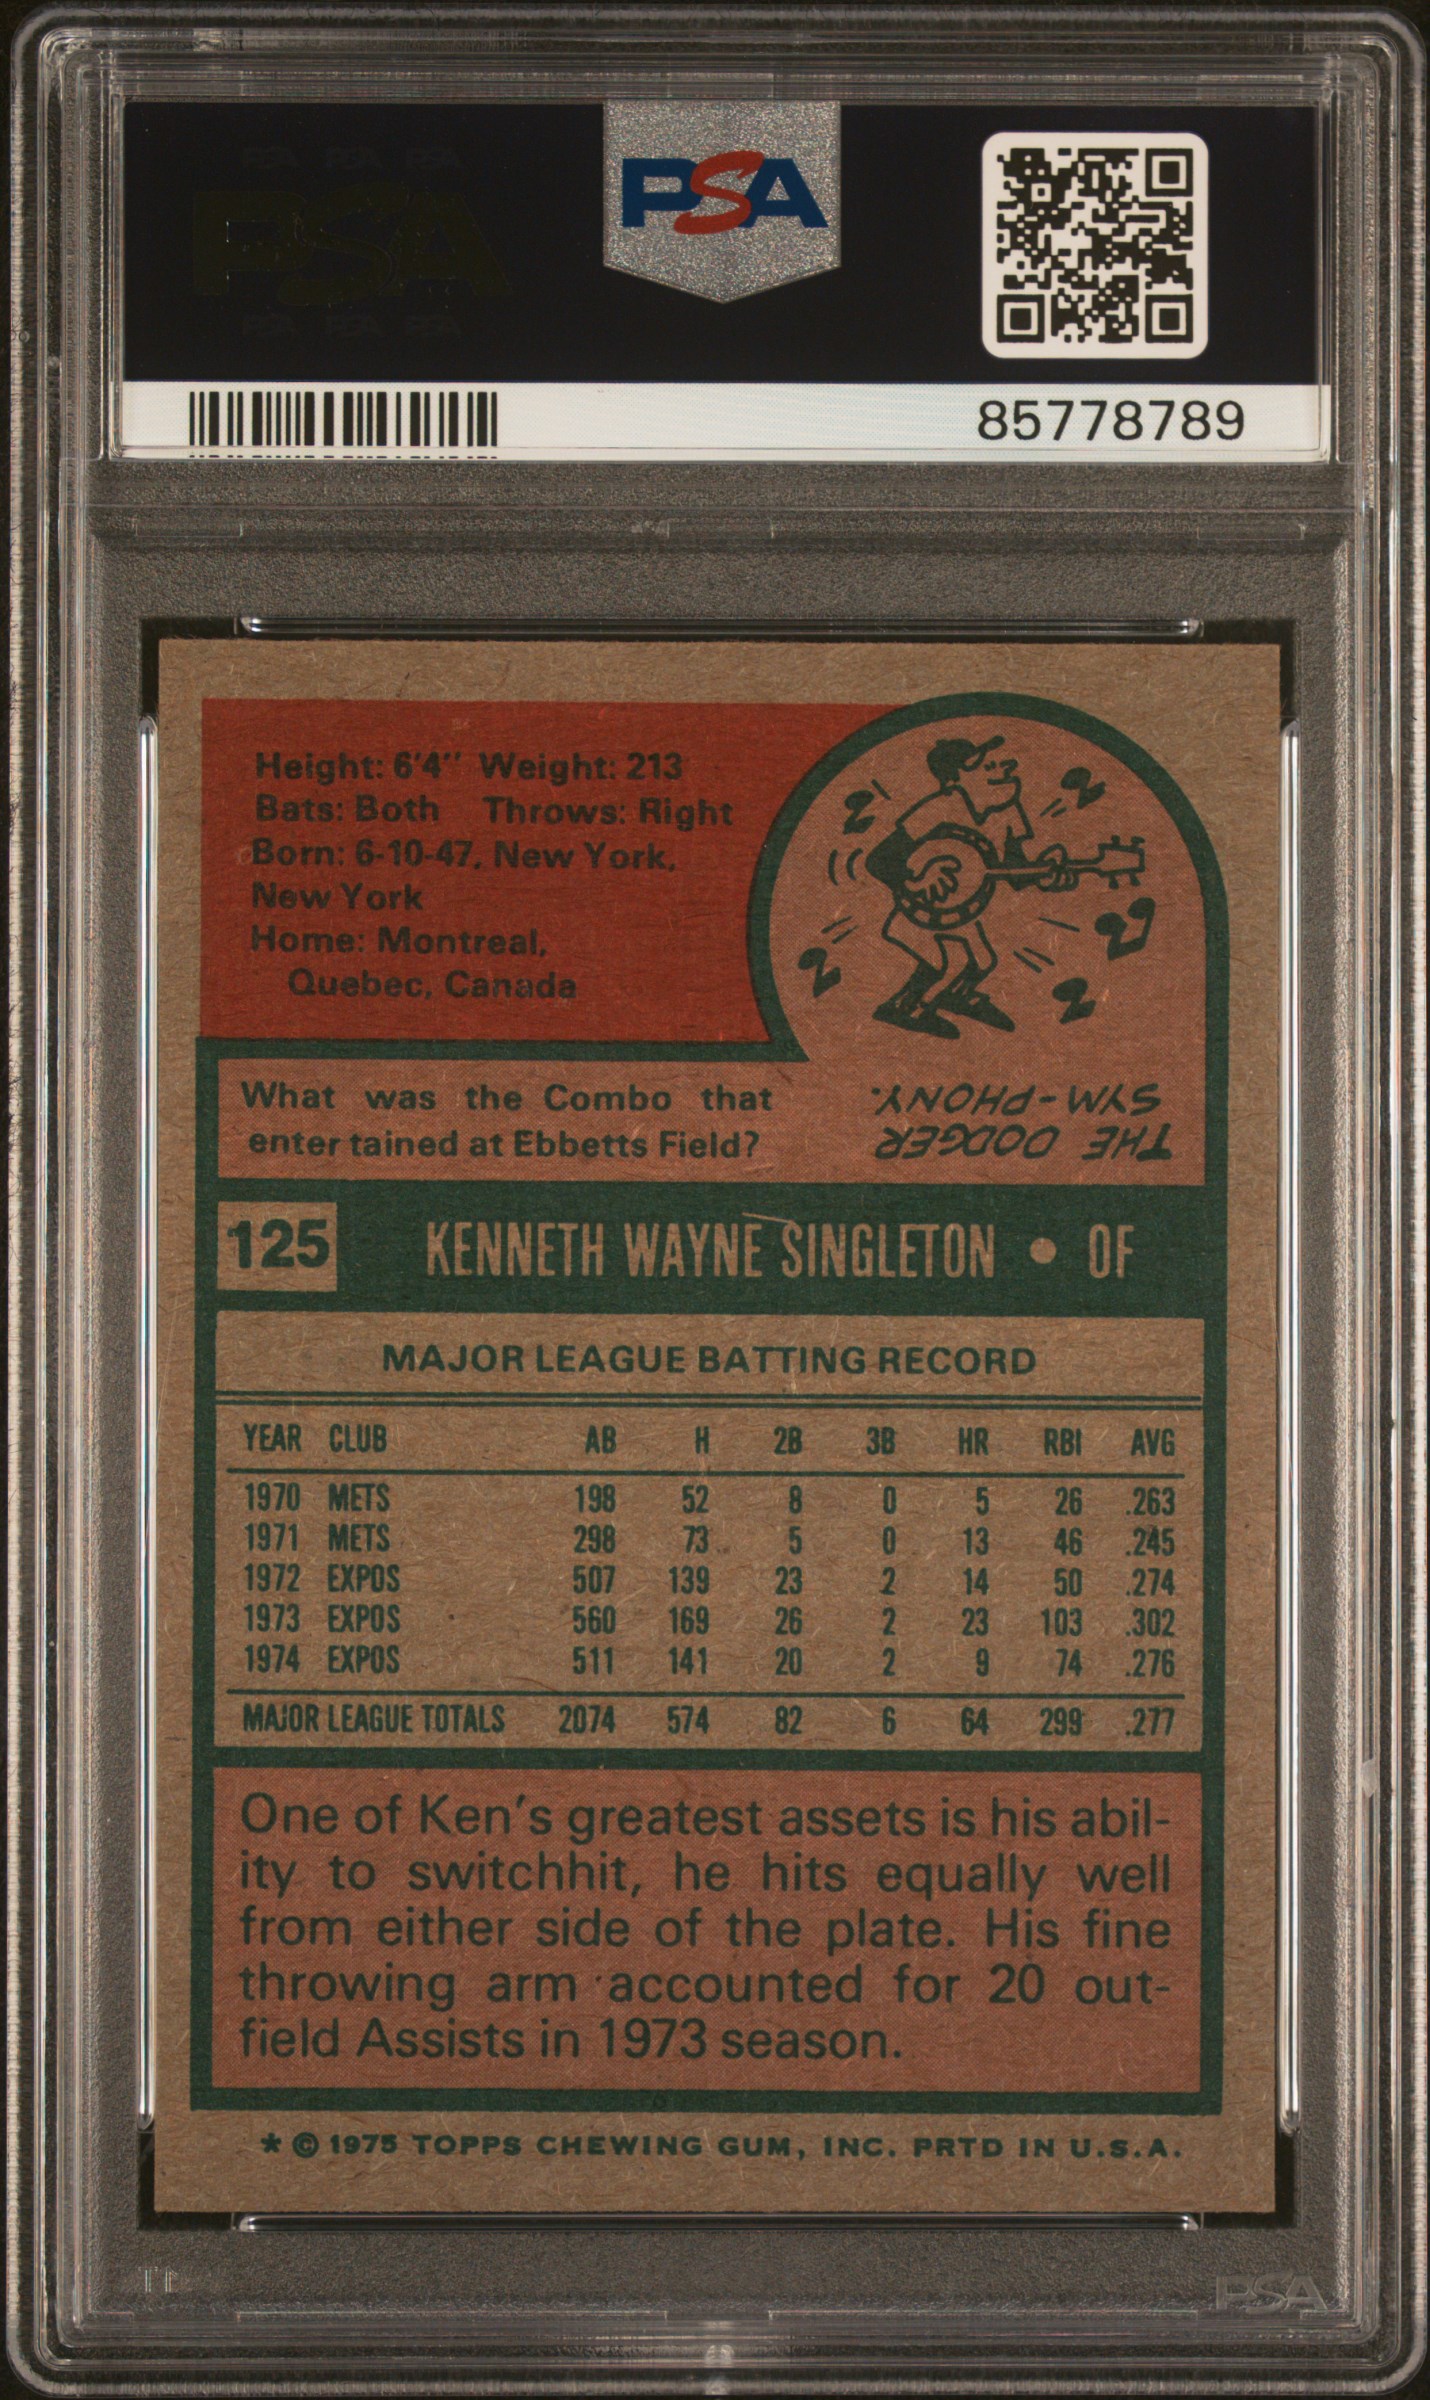 PSA
85778789
Height: 6'4'' Weight: 213
Bats: Both Throws: Right
Born: 6-10-47, New York,
New York
Home: Montreal,
Quebec, Canada
What was the Combo that
enter tained at Ebbetts Field?
THE DODGER
SYM-PHONY.
125 KENNETH WAYNE SINGLETON • OF
MAJOR LEAGUE BATTING RECORD
YEAR CLUB AB H 2B 3B HR RBI AVG
1970 METS 198 52 8 0 5 26 .263
1971 METS 298 73 5 0 13 46 .245
1972 EXPOS 507 139 23 2 14 50 .274
1973 EXPOS 560 169 26 2 23 103 .302
1974 EXPOS 511 141 20 2 9 74 .276
MAJOR LEAGUE TOTALS 2074 574 82 6 64 299 .277
One of Ken's greatest assets is his abil-
ity to switchhit, he hits equally well
from either side of the plate. His fine
throwing arm accounted for 20 out-
field Assists in 1973 season.
* © 1975 TOPPS CHEWING GUM, INC. PRTD IN U.S.A.
PSA